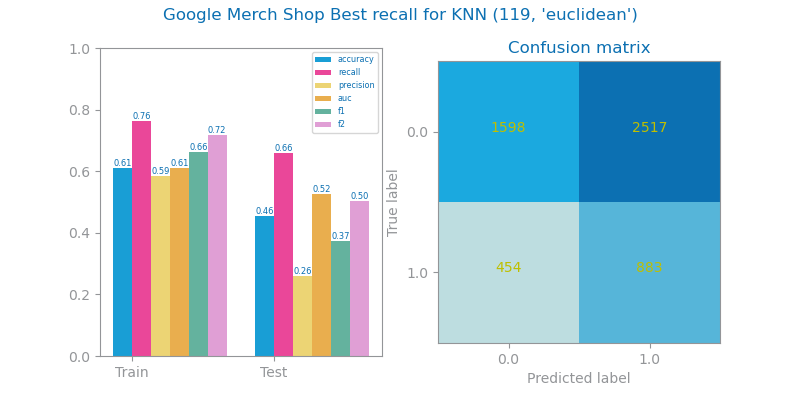 Google Merch Shop Best recall for KNN (119, 'euclidean')
1.0
0.8
0.6
0.4
0.2
0.0
accuracy
recall
precision
auc
f1
f2
0.61
0.76
0.59
0.61
0.66
0.72
0.46
0.66
0.26
0.52
0.37
0.50
Train
Test
Confusion matrix
True label
0.0
1.0
1598
2517
454
883
0.0
1.0
Predicted label